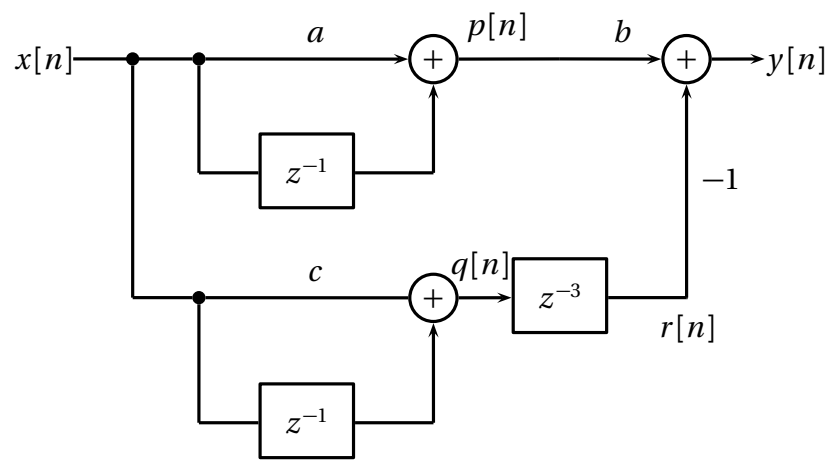 a p[n] b
x[n] + + y[n]
z⁻¹
−1
c q[n]
+ z⁻³
r[n]
z⁻¹